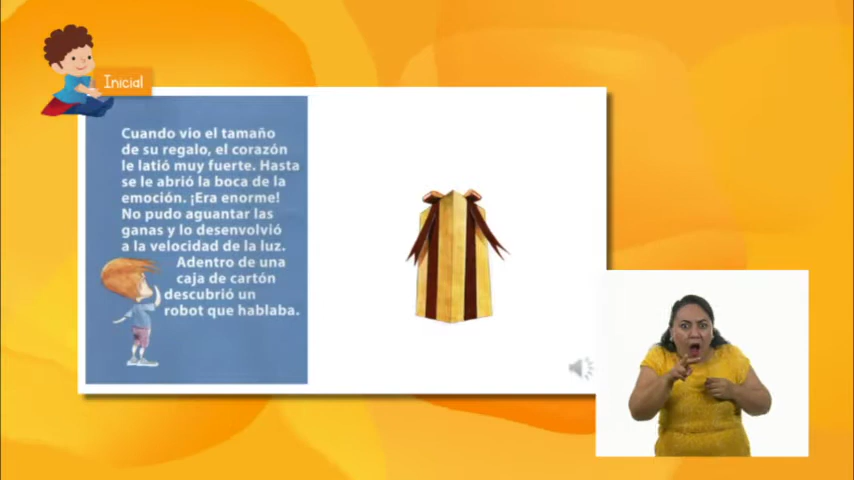 Inicial
Cuando vio el tamaño
de su regalo, el corazón
le latió muy fuerte. Hasta
se le abrió la boca de la
emoción. ¡Era enorme!
No pudo aguantar las
ganas y lo desenvolvió
a la velocidad de la luz.
Adentro de una
caja de cartón
descubrió un
robot que hablaba.